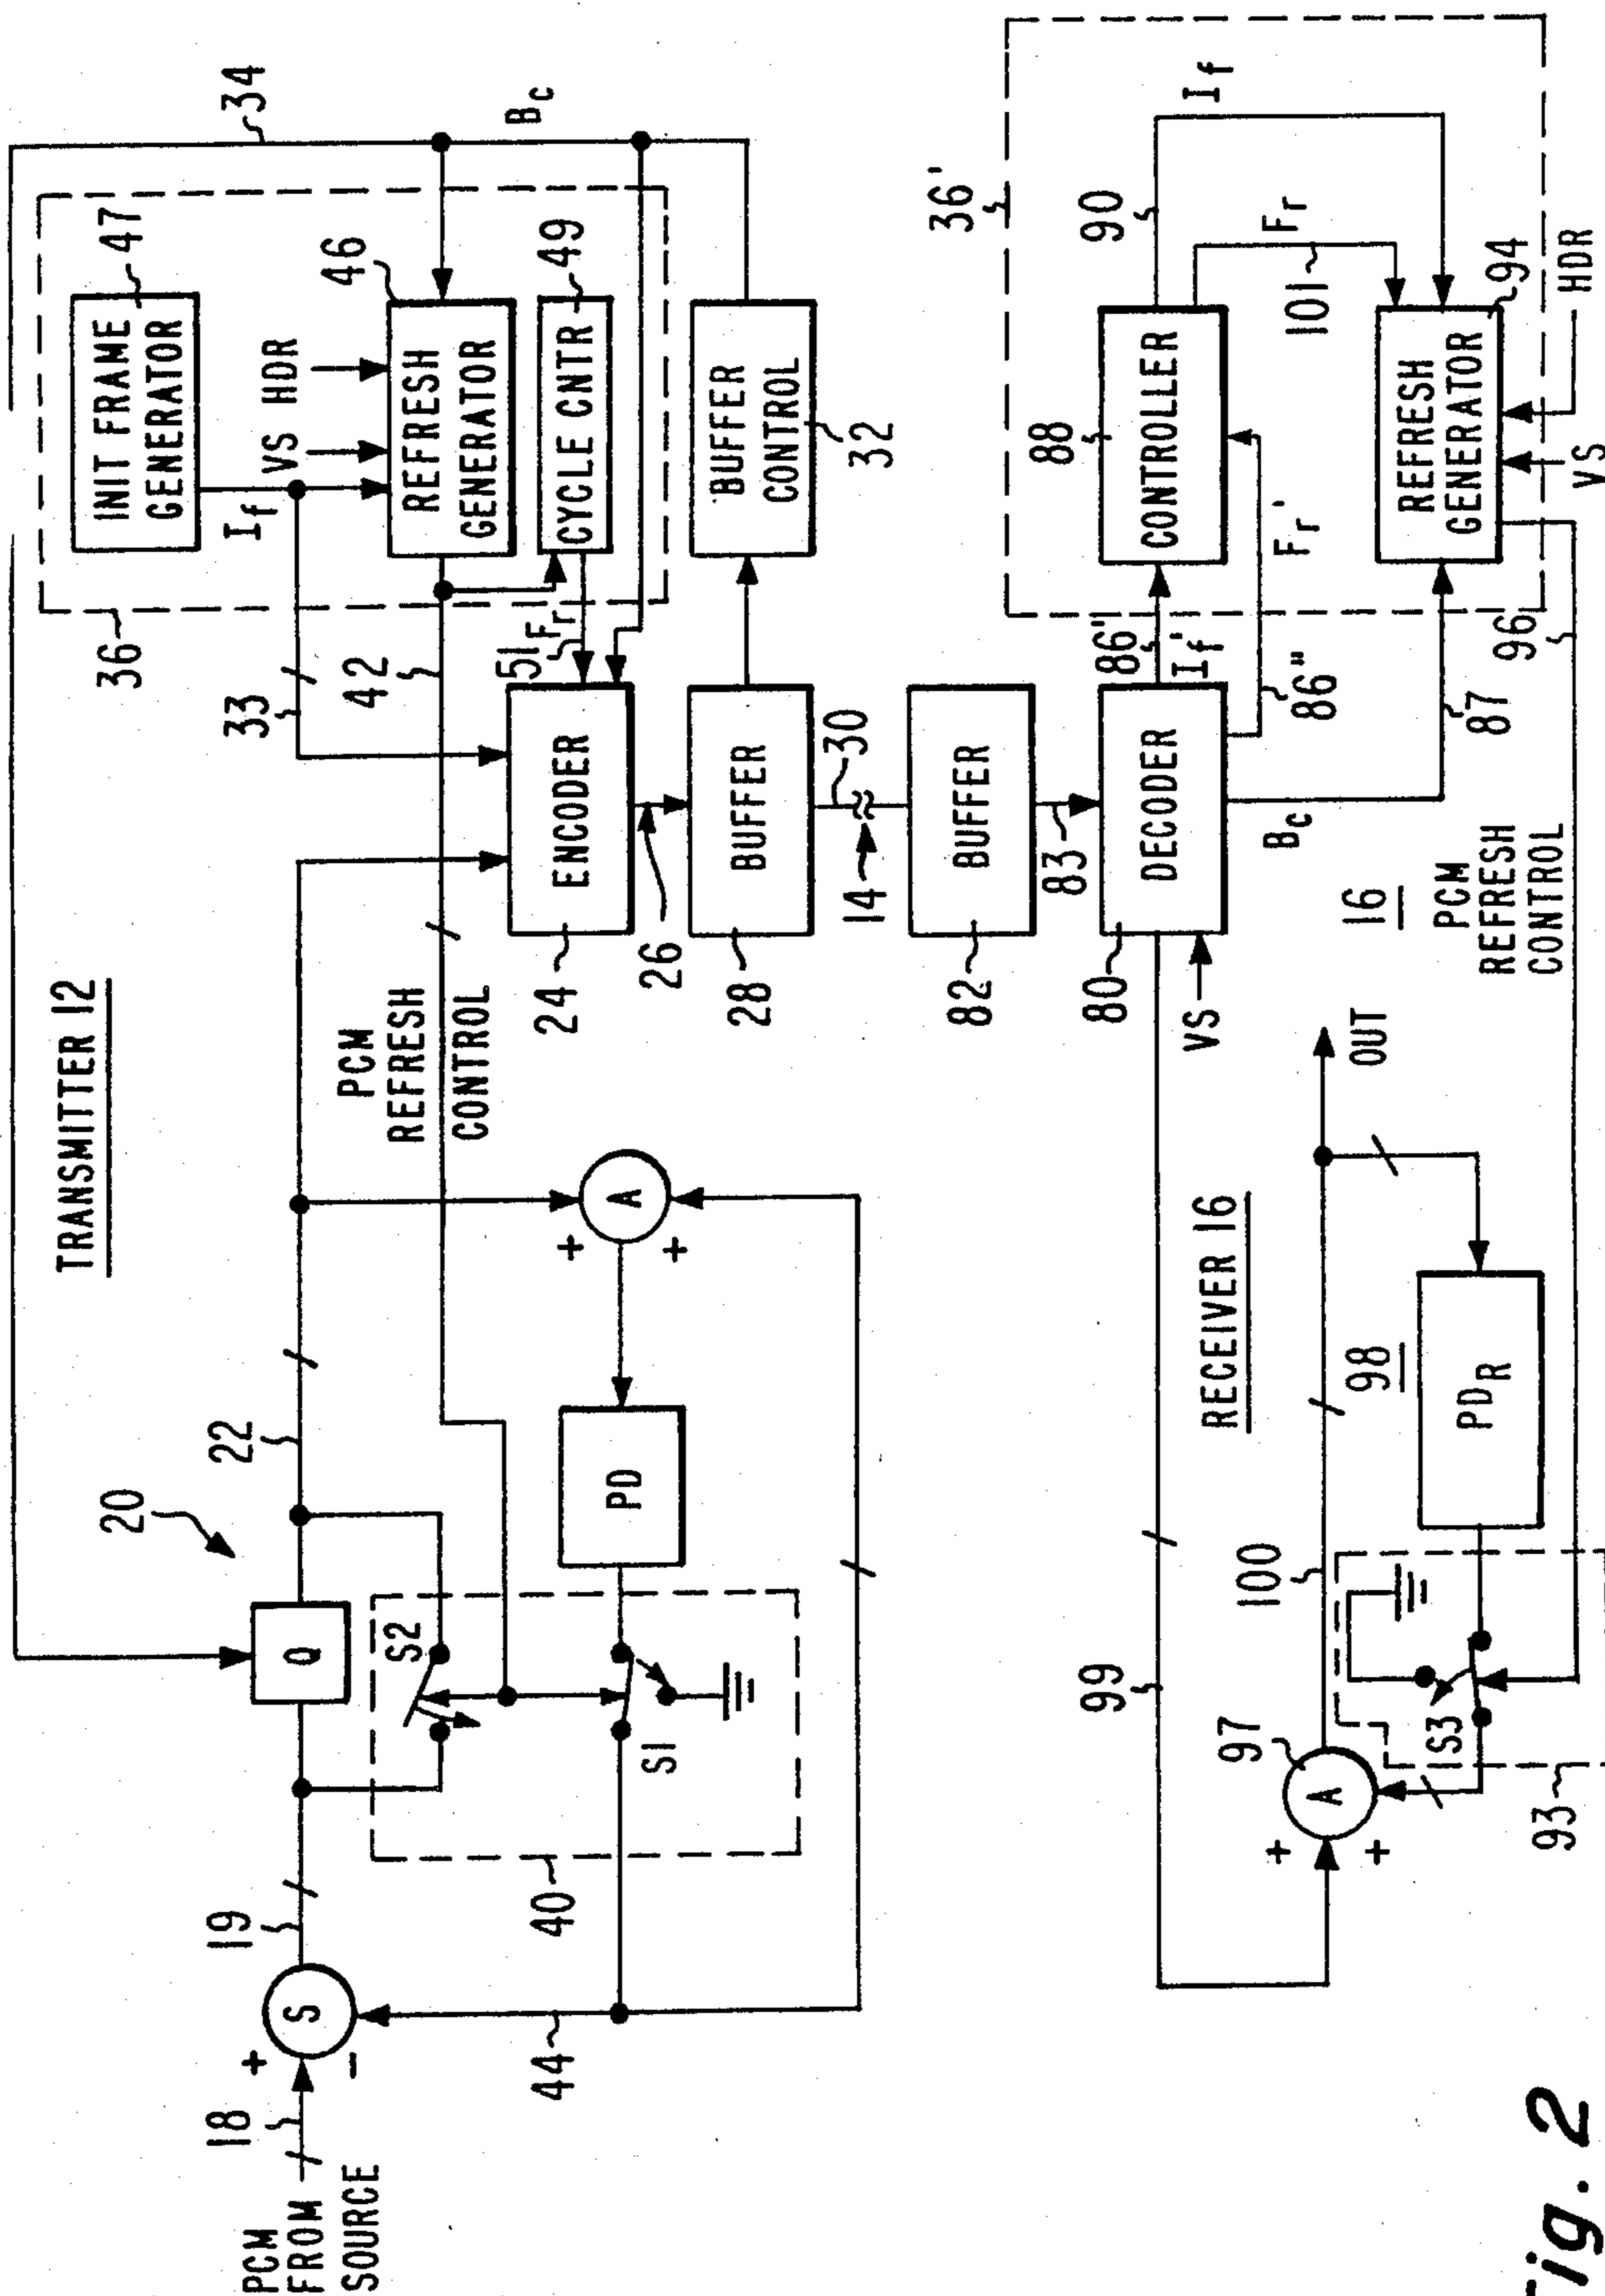 TRANSMITTER 12
34
Bc
INIT FRAME
GENERATOR
47
If
VS
HDR
46
REFRESH
GENERATOR
49
CYCLE CNTR
36
33
42
51
Fr
BUFFER
CONTROL
32
20
22
Q
PCM
REFRESH
CONTROL
24
ENCODER
26
28
BUFFER
30
14
PCM
FROM
SOURCE
18
+
-
S
19
44
40
S2
S1
PD
A
+
+
82
BUFFER
83
80
DECODER
VS
Bc
86'
If'
86"
Fr'
87
88
CONTROLLER
36'
90
If
101
Fr
REFRESH
GENERATOR
94
HDR
VS
96
16
PCM
REFRESH
CONTROL
RECEIVER 16
OUT
99
100
97
A
+
+
98
PDR
S3
93
Fig. 2